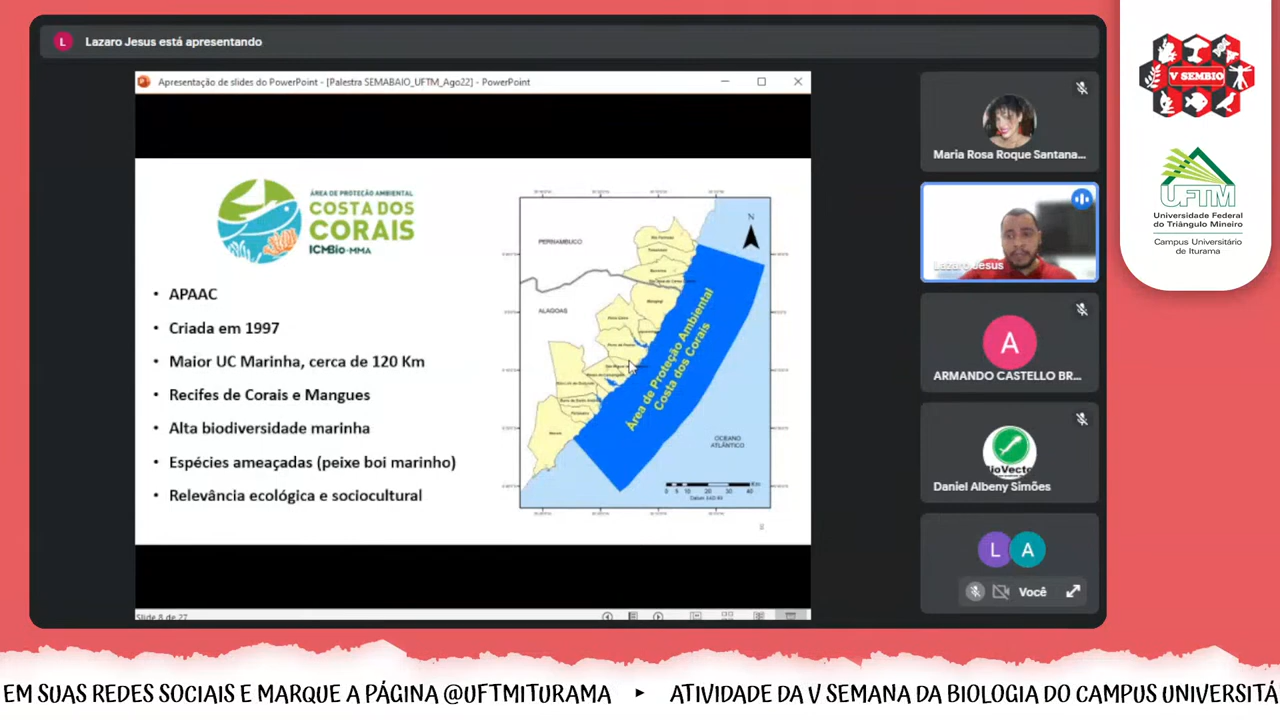 L Lazaro Jesus está apresentando
Apresentação de slides do PowerPoint - [Palestra SEMABAIO_UFTM_Ago22] - PowerPoint
ÁREA DE PROTEÇÃO AMBIENTAL
COSTA DOS
CORAIS
ICMBio-MMA
• APAAC
• Criada em 1997
• Maior UC Marinha, cerca de 120 Km
• Recifes de Corais e Mangues
• Alta biodiversidade marinha
• Espécies ameaçadas (peixe boi marinho)
• Relevância ecológica e sociocultural
PERNAMBUCO
ALAGOAS
N
Área de Proteção Ambiental
Costa dos Corais
OCEANO
ATLÂNTICO
Slide 8 de 27
Maria Rosa Roque Santana...
Lazaro Jesus
A
ARMANDO CASTELLO BR...
Daniel Albeny Simões
L A
Você
V SEMBIO
UFTM
Universidade Federal
do Triângulo Mineiro
Campus Universitário
de Iturama
EM SUAS REDES SOCIAIS E MARQUE A PÁGINA @UFTMITURAMA ‣ ATIVIDADE DA V SEMANA DA BIOLOGIA DO CAMPUS UNIVERSITÁ